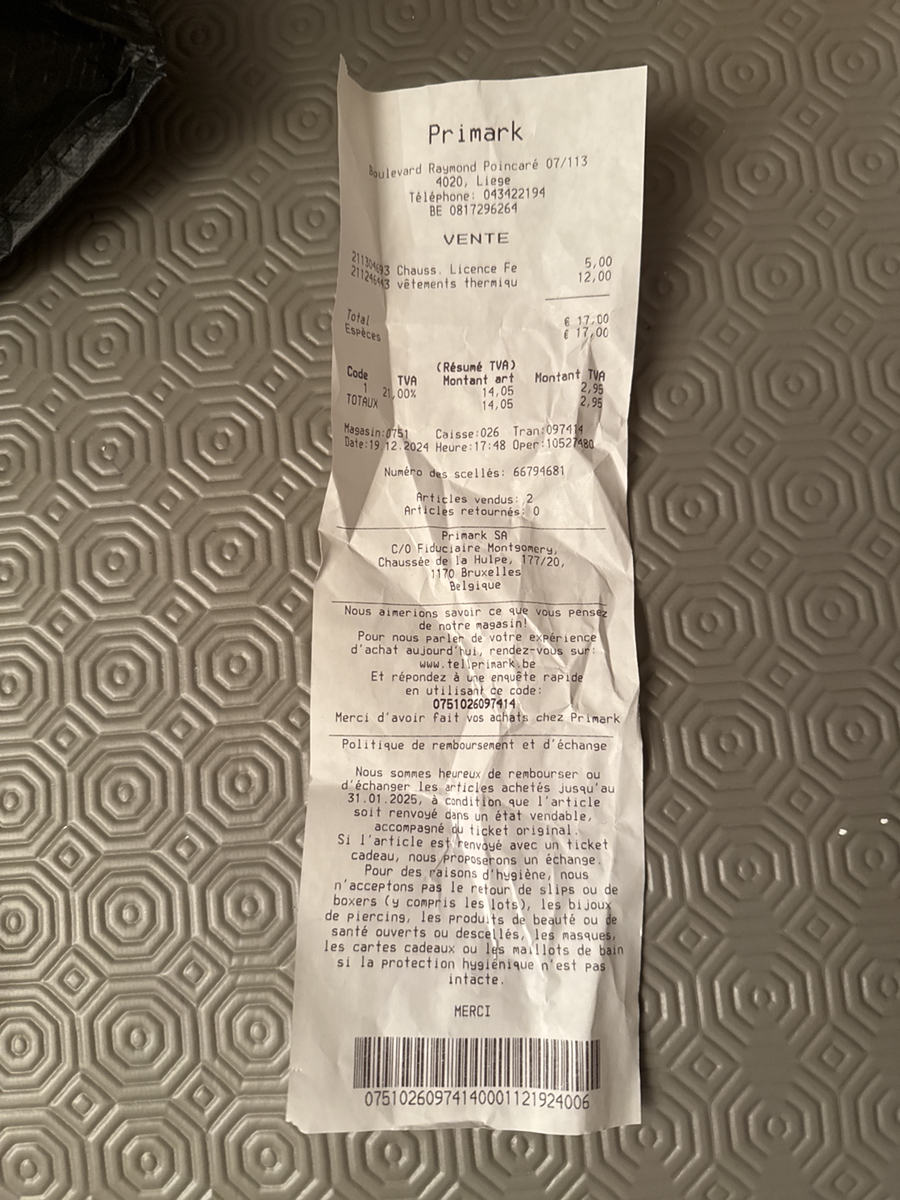 Primark
Boulevard Raymond Poincaré 07/113
4020, Liege
Téléphone: 043422194
BE 0817296264
VENTE
211304693 Chauss. Licence Fe 5,00
211246443 vêtements thermiqu 12,00
Total € 17,00
Espèces € 17,00
(Résumé TVA)
Code TVA Montant art Montant TVA
1 21,00% 14,05 2,95
TOTAUX 14,05 2,95
Magasin:0751 Caisse:026 Tran:097414
Date:19.12.2024 Heure:17:48 Oper:10527480
Numéro des scellés: 66794681
Articles vendus: 2
Articles retournés: 0
Primark SA
C/O Fiduciaire Montgomery,
Chaussée de la Hulpe, 177/20,
1170 Bruxelles
Belgique
Nous aimerions savoir ce que vous pensez
de notre magasin!
Pour nous parler de votre expérience
d'achat aujourd'hui, rendez-vous sur:
www.tellprimark.be
Et répondez à une enquête rapide
en utilisant ce code:
0751026097414
Merci d'avoir fait vos achats chez Primark
Politique de remboursement et d'échange
Nous sommes heureux de rembourser ou
d'échanger les articles achetés jusqu'au
31.01.2025, à condition que l'article
soit renvoyé dans un état vendable,
accompagné du ticket original.
Si l'article est renvoyé avec un ticket
cadeau, nous proposerons un échange.
Pour des raisons d'hygiène, nous
n'acceptons pas le retour de slips ou de
boxers (y compris les lots), les bijoux
de piercing, les produits de beauté ou de
santé ouverts ou descellés, les masques,
les cartes cadeaux ou les maillots de bain
si la protection hygiénique n'est pas
intacte.
MERCI
07510260974140001121924006